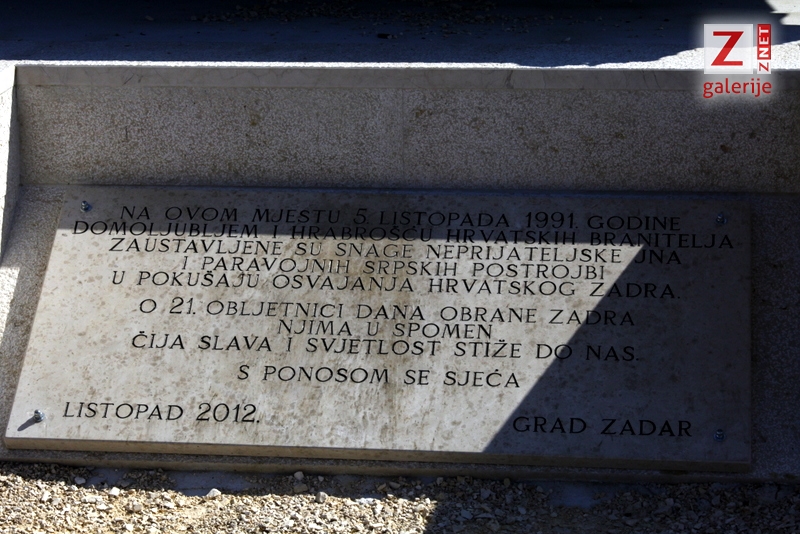 Z
ZNET
galerije
NA OVOM MJESTU 5. LISTOPADA 1991. GODINE
DOMOLJUBLJEM I HRABROŠĆU HRVATSKIH BRANITELJA
ZAUSTAVLJENE SU SNAGE NEPRIJATELJSKE JNA
I PARAVOJNIH SRPSKIH POSTROJBI
U POKUŠAJU OSVAJANJA HRVATSKOG ZADRA.
O 21. OBLJETNICI DANA OBRANE ZADRA
NJIMA U SPOMEN
ČIJA SLAVA I SVJETLOST STIŽE DO NAS.
S PONOSOM SE SJEĆA
LISTOPAD 2012.
GRAD ZADAR